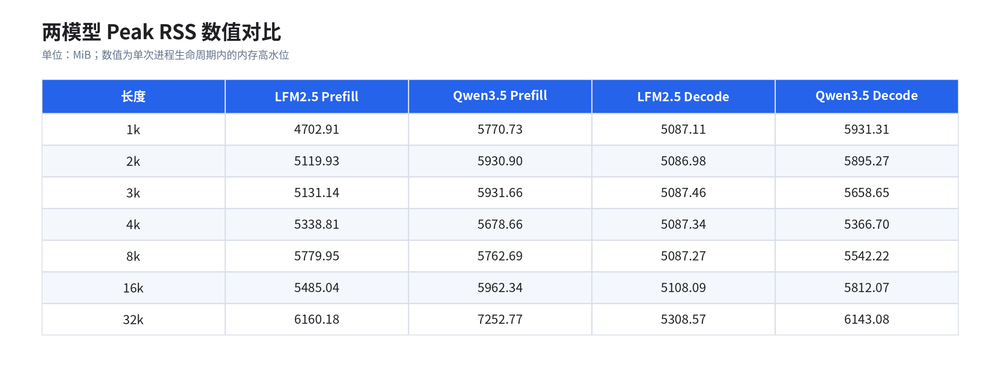 两模型 Peak RSS 数值对比
单位：MiB；数值为单次进程生命周期内的内存高水位
长度 LFM2.5 Prefill Qwen3.5 Prefill LFM2.5 Decode Qwen3.5 Decode
1k 4702.91 5770.73 5087.11 5931.31
2k 5119.93 5930.90 5086.98 5895.27
3k 5131.14 5931.66 5087.46 5658.65
4k 5338.81 5678.66 5087.34 5366.70
8k 5779.95 5762.69 5087.27 5542.22
16k 5485.04 5962.34 5108.09 5812.07
32k 6160.18 7252.77 5308.57 6143.08